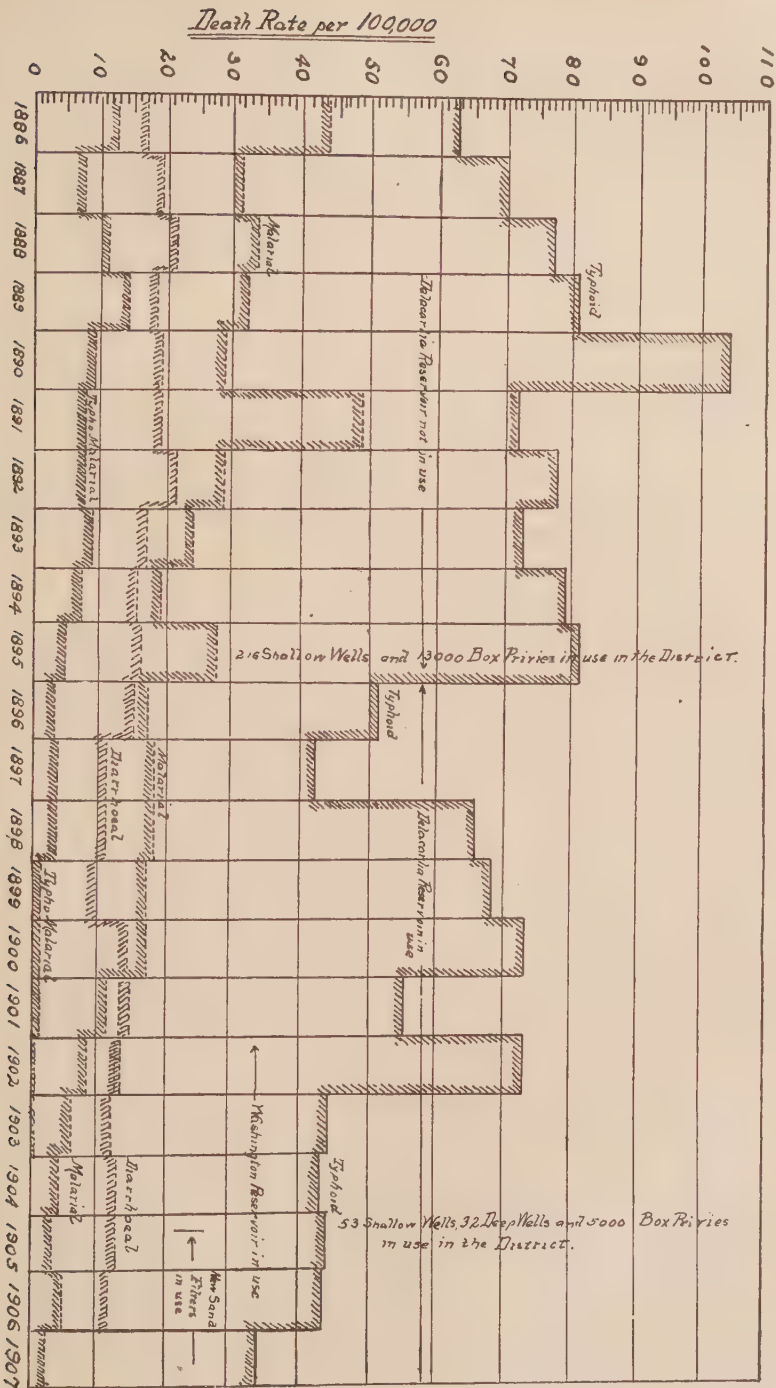 Death Rate per 100,000
0
10
20
30
40
50
60
70
80
90
10
110
1886
1887
1888
1889
1890
1891
1892
1893
1894
1895
1896
1897
1898
1899
1900
1901
1902
1903
1904
1905
1906
1907
Typhoid
Malarial
Typho-Malarial
Dalecarlia Reservoir not in use
216 Shallow Wells and 13000 Box Privies in use in the District.
Typhoid
Malarial
Diarrhoeal
Typho-Malarial
Dalecarlia Reservoir in
use
Washington Reservoir in use
Typhoid
Diarrhoeal
Malarial
53 Shallow Wells, 32 Deep Wells and 5000 Box Privies
in use in the District.
New Sand
Filters
in use